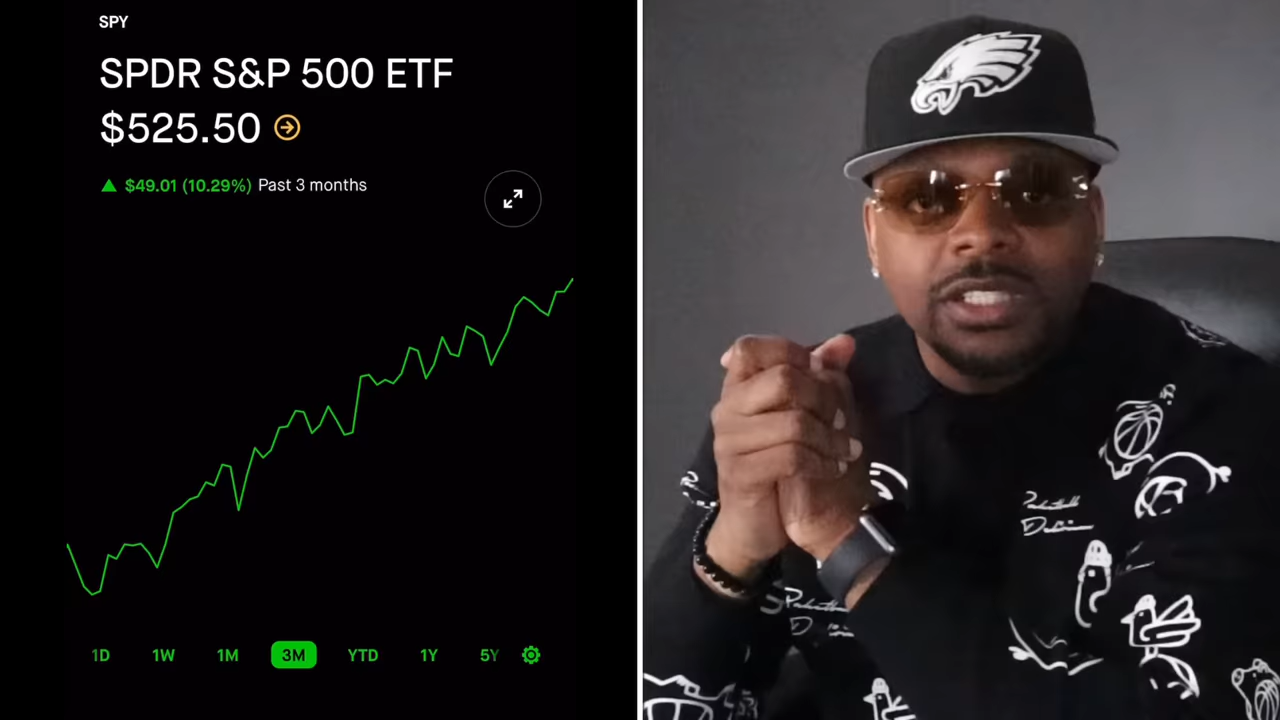 SPY
SPDR S&P 500 ETF
$525.50
$49.01 (10.29%) Past 3 months
1D 1W 1M 3M YTD 1Y 5Y